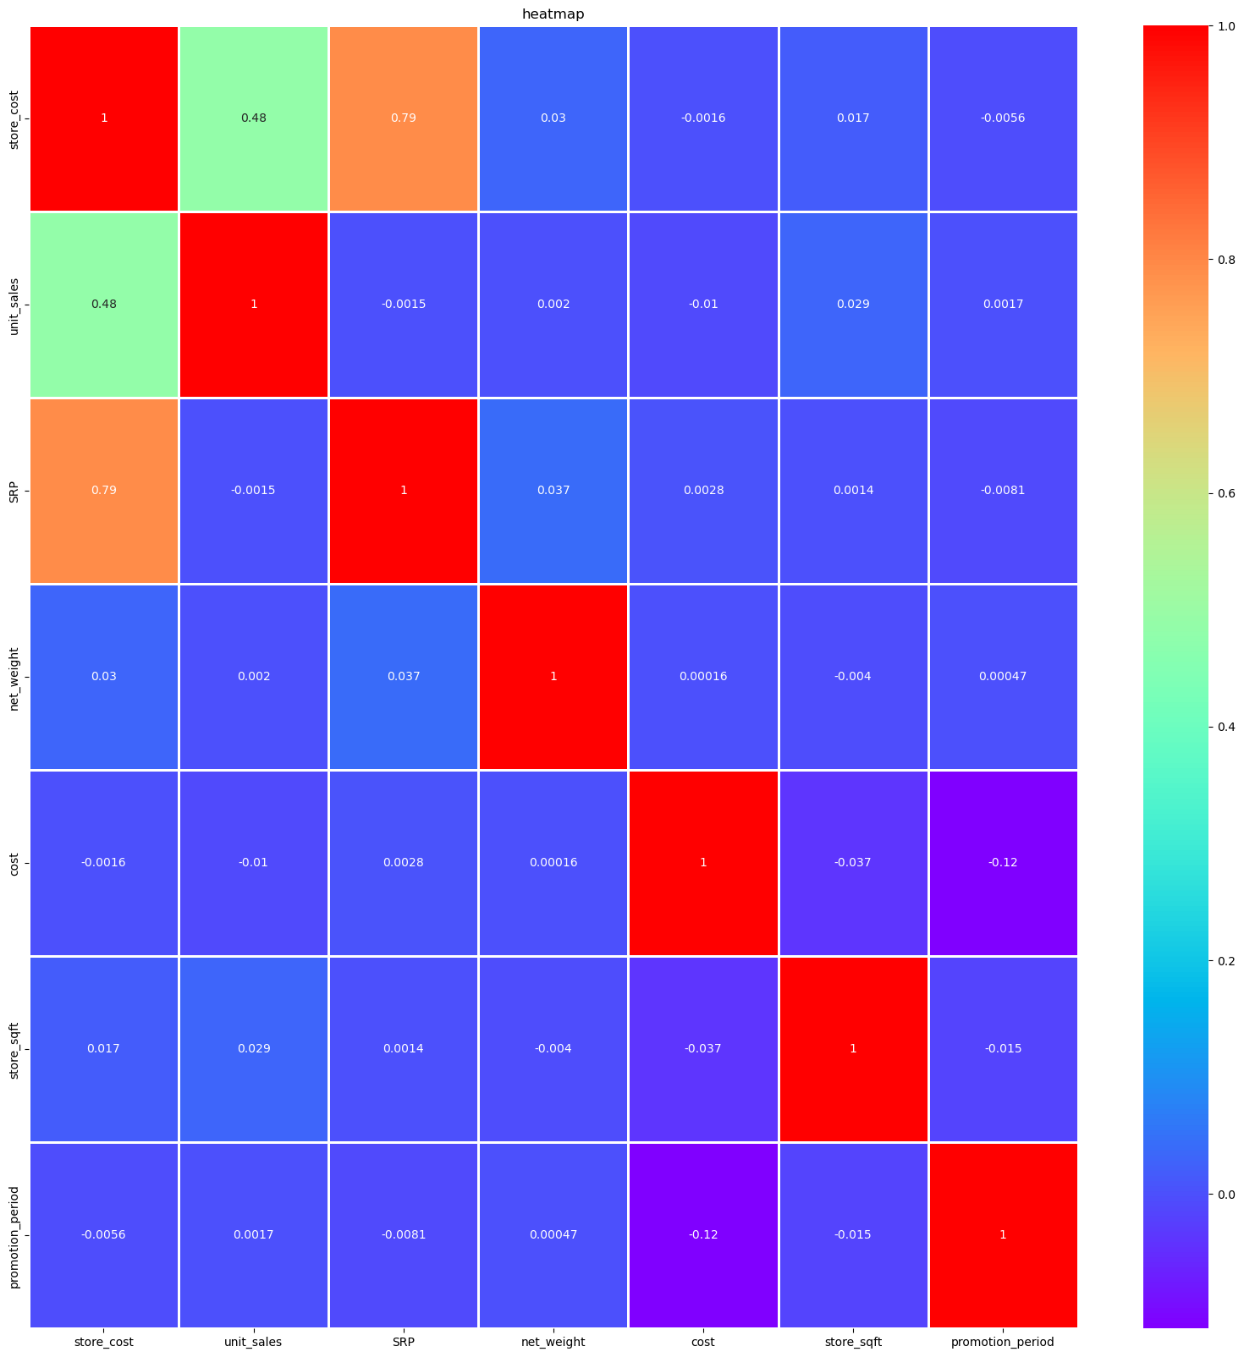 heatmap
store_cost 1 0.48 0.79 0.03 -0.0016 0.017 -0.0056
unit_sales 0.48 1 -0.0015 0.002 -0.01 0.029 0.0017
SRP 0.79 -0.0015 1 0.037 0.0028 0.0014 -0.0081
net_weight 0.03 0.002 0.037 1 0.00016 -0.004 0.00047
cost -0.0016 -0.01 0.0028 0.00016 1 -0.037 -0.12
store_sqft 0.017 0.029 0.0014 -0.004 -0.037 1 -0.015
promotion_period -0.0056 0.0017 -0.0081 0.00047 -0.12 -0.015 1
store_cost unit_sales SRP net_weight cost store_sqft promotion_period
1.0
0.8
0.6
0.4
0.2
0.0